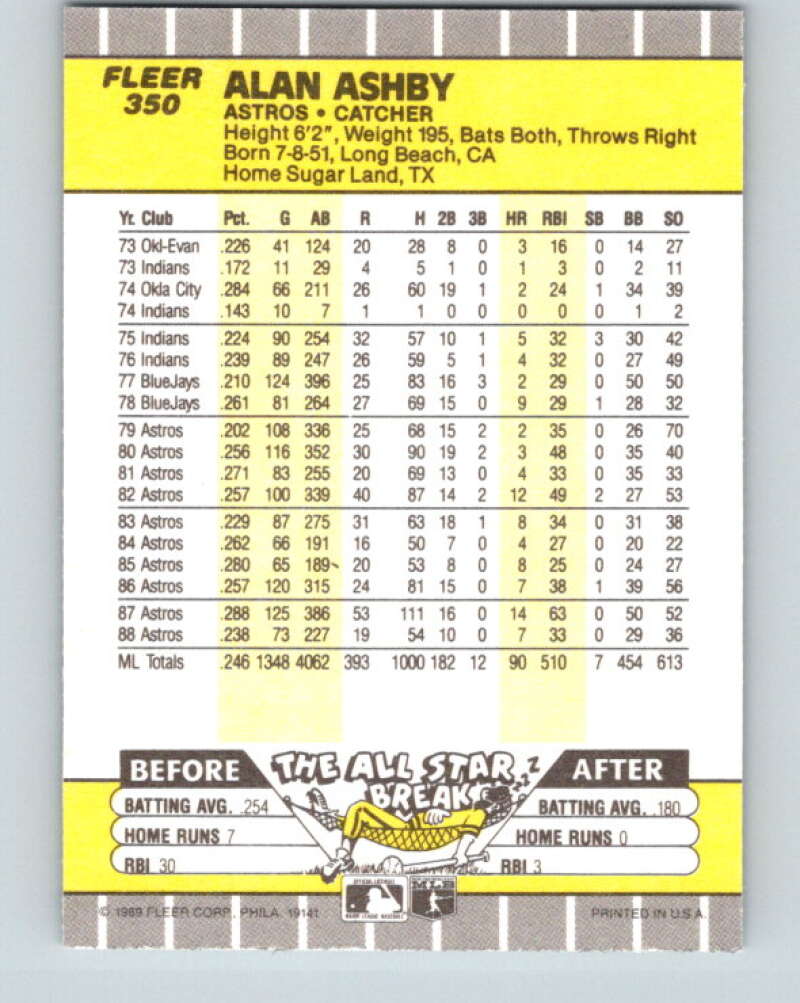 FLEER
350
ALAN ASHBY
ASTROS • CATCHER
Height 6'2", Weight 195, Bats Both, Throws Right
Born 7-8-51, Long Beach, CA
Home Sugar Land, TX
Yr. Club Pct. G AB R H 2B 3B HR RBI SB BB SO
73 Okl-Evan .226 41 124 20 28 8 0 3 16 0 14 27
73 Indians .172 11 29 4 5 1 0 1 3 0 2 11
74 Okla City .284 66 211 26 60 19 1 2 24 1 34 39
74 Indians .143 10 7 1 1 0 0 0 0 0 1 2
75 Indians .224 90 254 32 57 10 1 5 32 3 30 42
76 Indians .239 89 247 26 59 5 1 4 32 0 27 49
77 BlueJays .210 124 396 25 83 16 3 2 29 0 50 50
78 BlueJays .261 81 264 27 69 15 0 9 29 1 28 32
79 Astros .202 108 336 25 68 15 2 2 35 0 26 70
80 Astros .256 116 352 30 90 19 2 3 48 0 35 40
81 Astros .271 83 255 20 69 13 0 4 33 0 35 33
82 Astros .257 100 339 40 87 14 2 12 49 2 27 53
83 Astros .229 87 275 31 63 18 1 8 34 0 31 38
84 Astros .262 66 191 16 50 7 0 4 27 0 20 22
85 Astros .280 65 189 20 53 8 0 8 25 0 24 27
86 Astros .257 120 315 24 81 15 0 7 38 1 39 56
87 Astros .288 125 386 53 111 16 0 14 63 0 50 52
88 Astros .238 73 227 19 54 10 0 7 33 0 29 36
ML Totals .246 1348 4062 393 1000 182 12 90 510 7 454 613
BEFORE THE ALL STAR BREAK ZZZ AFTER
BATTING AVG. .254 BATTING AVG. .180
HOME RUNS 7 HOME RUNS 0
RBI 30 RBI 3
© 1989 FLEER CORP., PHILA. 19141 PRINTED IN U.S.A.